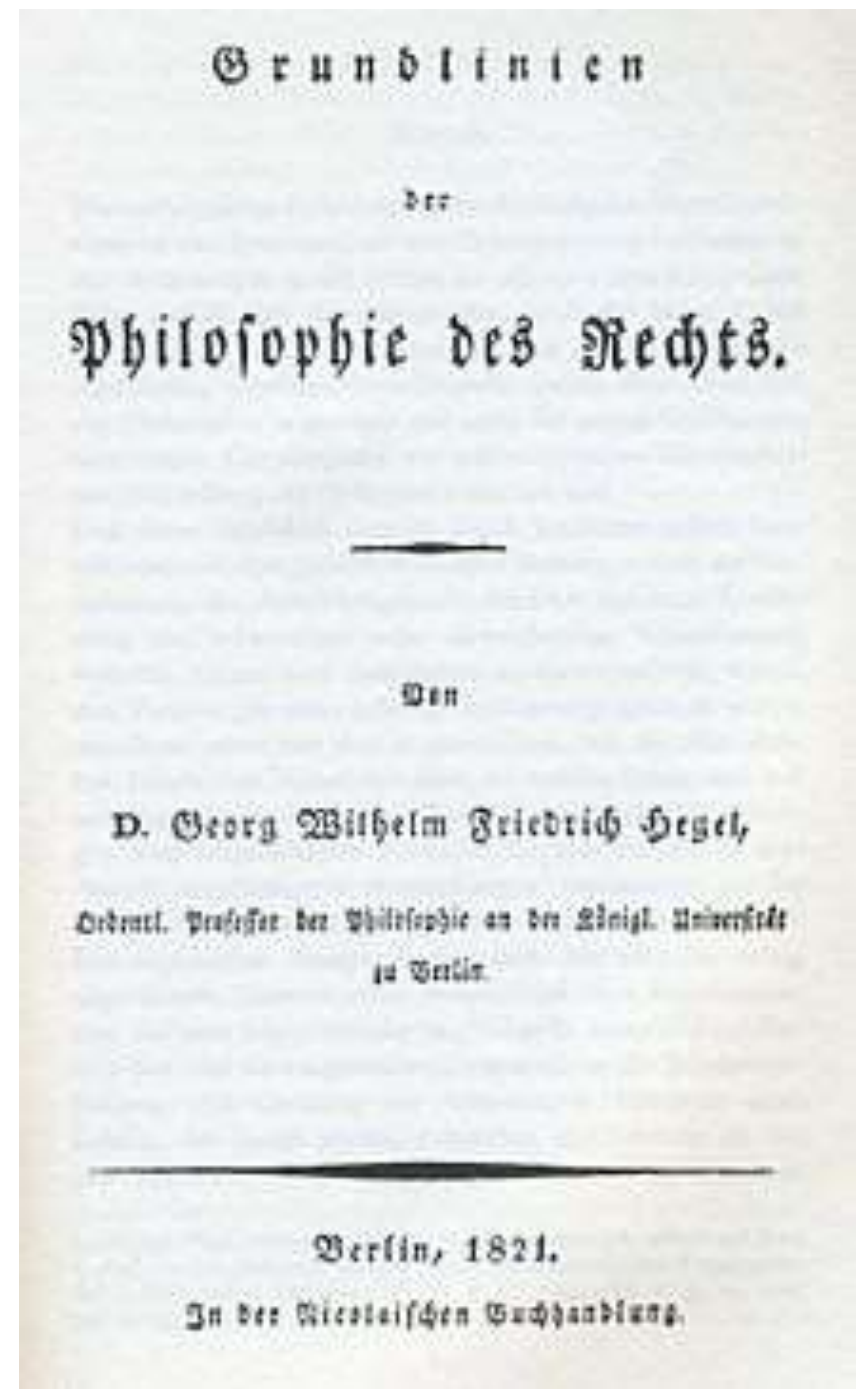 Grundlinien
der
Philosophie des Rechts.
Von
D. Georg Wilhelm Friedrich Hegel,
Ordentl. Professor der Philosophie an der Königl. Universität
zu Berlin.
Berlin, 1821.
In der Nicolaischen Buchhandlung.